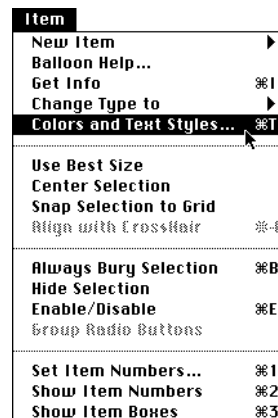 Item
New Item
Balloon Help...
Get Info ⌘I
Change Type to
Colors and Text Styles... ⌘T
Use Best Size
Center Selection
Snap Selection to Grid
Align with CrossHair
Always Bury Selection ⌘B
Hide Selection
Enable/Disable ⌘E
Group Radio Buttons
Set Item Numbers... ⌘1
Show Item Numbers ⌘2
Show Item Boxes ⌘3